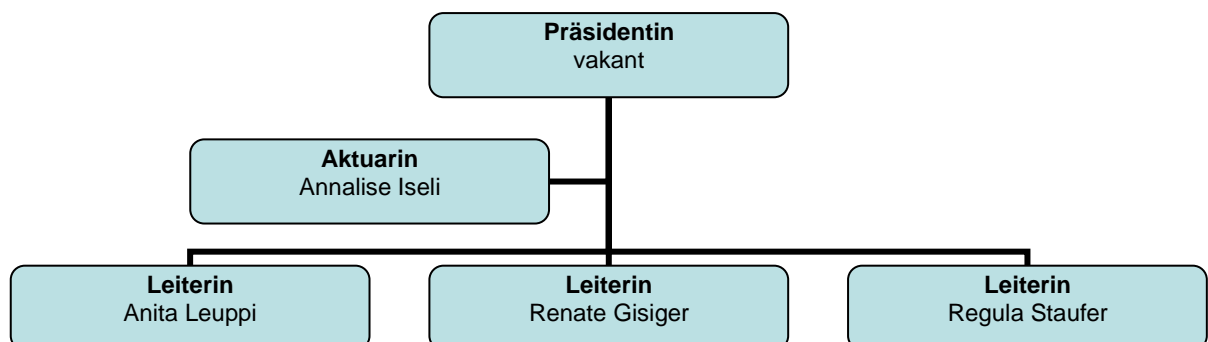 Präsidentin
vakant
Aktuarin
Annalise Iseli
Leiterin
Anita Leuppi
Leiterin
Renate Gisiger
Leiterin
Regula Staufer